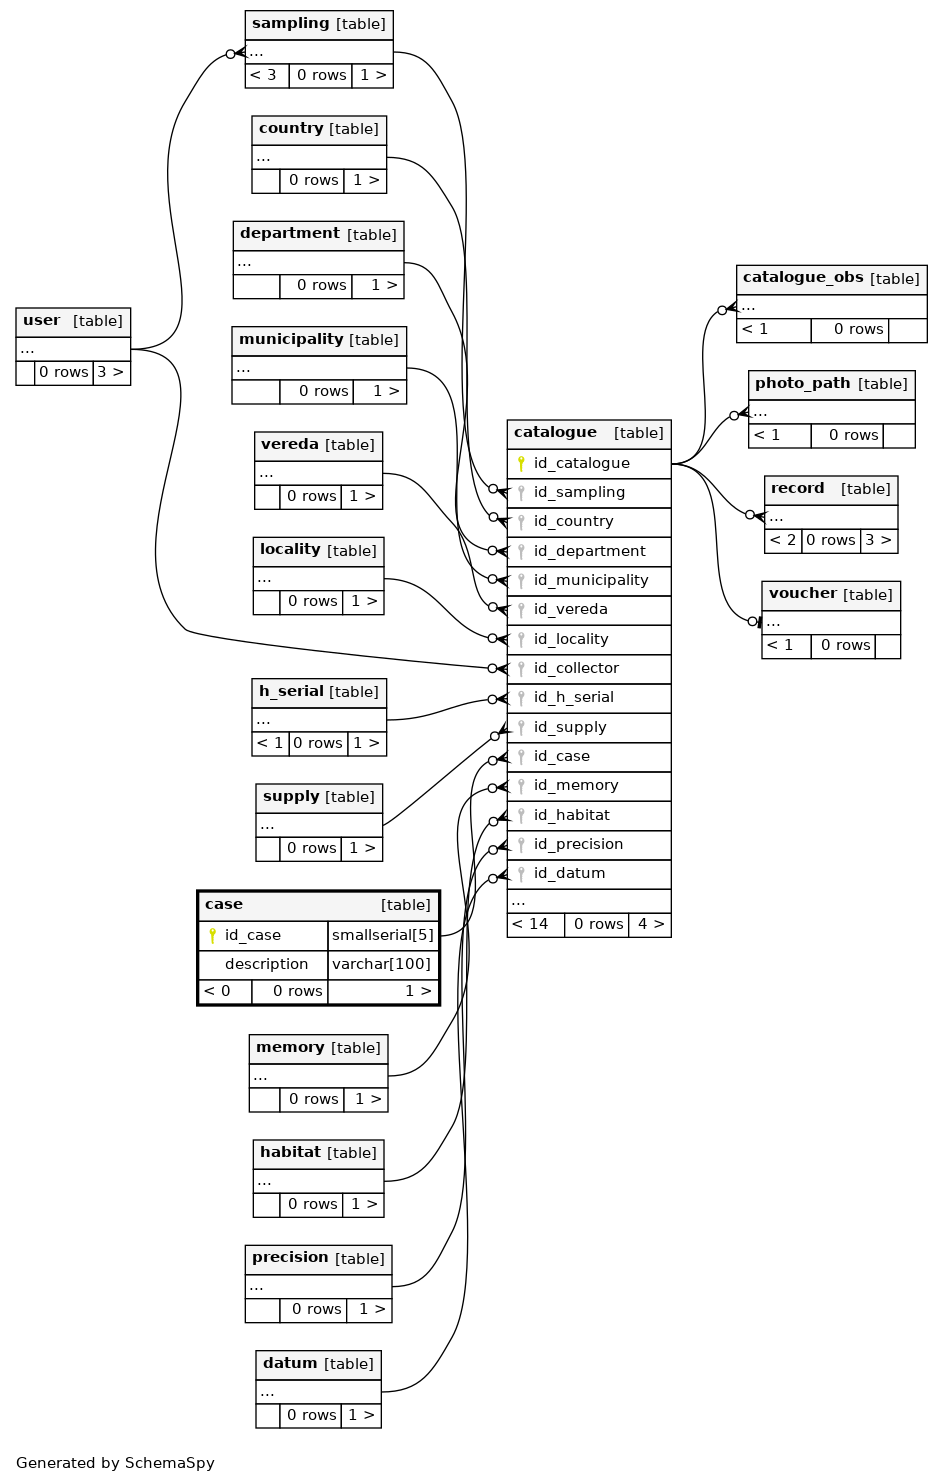 sampling [table]
...
< 3 0 rows 1 >
country [table]
...
0 rows 1 >
department [table]
...
0 rows 1 >
user [table]
...
0 rows 3 >
municipality [table]
...
0 rows 1 >
vereda [table]
...
0 rows 1 >
locality [table]
...
0 rows 1 >
h_serial [table]
...
< 1 0 rows 1 >
supply [table]
...
0 rows 1 >
case [table]
id_case smallserial[5]
description varchar[100]
< 0 0 rows 1 >
memory [table]
...
0 rows 1 >
habitat [table]
...
0 rows 1 >
precision [table]
...
0 rows 1 >
datum [table]
...
0 rows 1 >
catalogue [table]
id_catalogue
id_sampling
id_country
id_department
id_municipality
id_vereda
id_locality
id_collector
id_h_serial
id_supply
id_case
id_memory
id_habitat
id_precision
id_datum
...
< 14 0 rows 4 >
catalogue_obs [table]
...
< 1 0 rows
photo_path [table]
...
< 1 0 rows
record [table]
...
< 2 0 rows 3 >
voucher [table]
...
< 1 0 rows
Generated by SchemaSpy